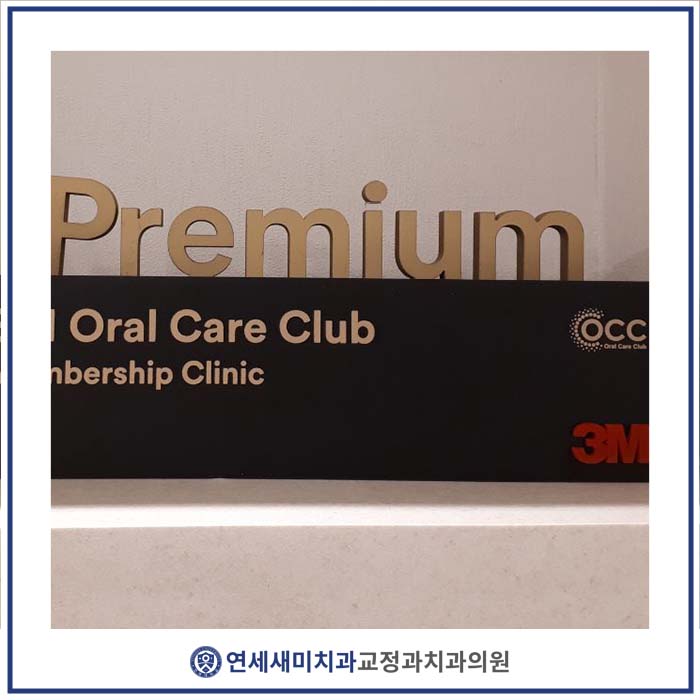 Premium
l Oral Care Club
mbership Clinic
OCC
Oral Care Club
3M
연세새미치과교정과치과의원